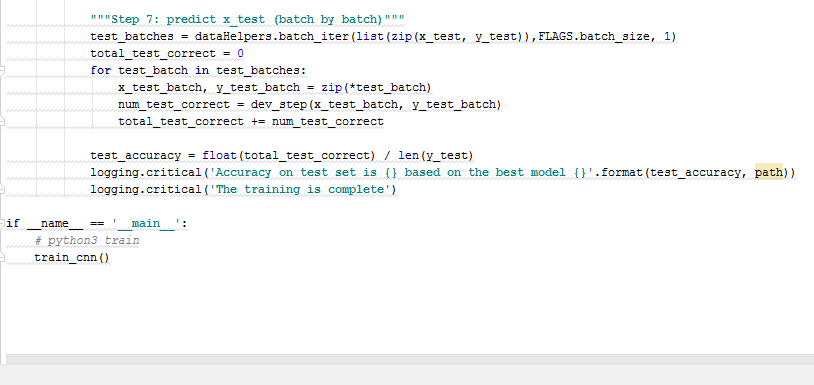 """Step 7: predict x_test (batch by batch)"""
test_batches = dataHelpers.batch_iter(list(zip(x_test, y_test)),FLAGS.batch_size, 1)
total_test_correct = 0
for test_batch in test_batches:
    x_test_batch, y_test_batch = zip(*test_batch)
    num_test_correct = dev_step(x_test_batch, y_test_batch)
    total_test_correct += num_test_correct
test_accuracy = float(total_test_correct) / len(y_test)
logging.critical('Accuracy on test set is {} based on the best model {}'.format(test_accuracy, path))
logging.critical('The training is complete')
if __name__ == '__main__':
    # python3 train
    train_cnn()